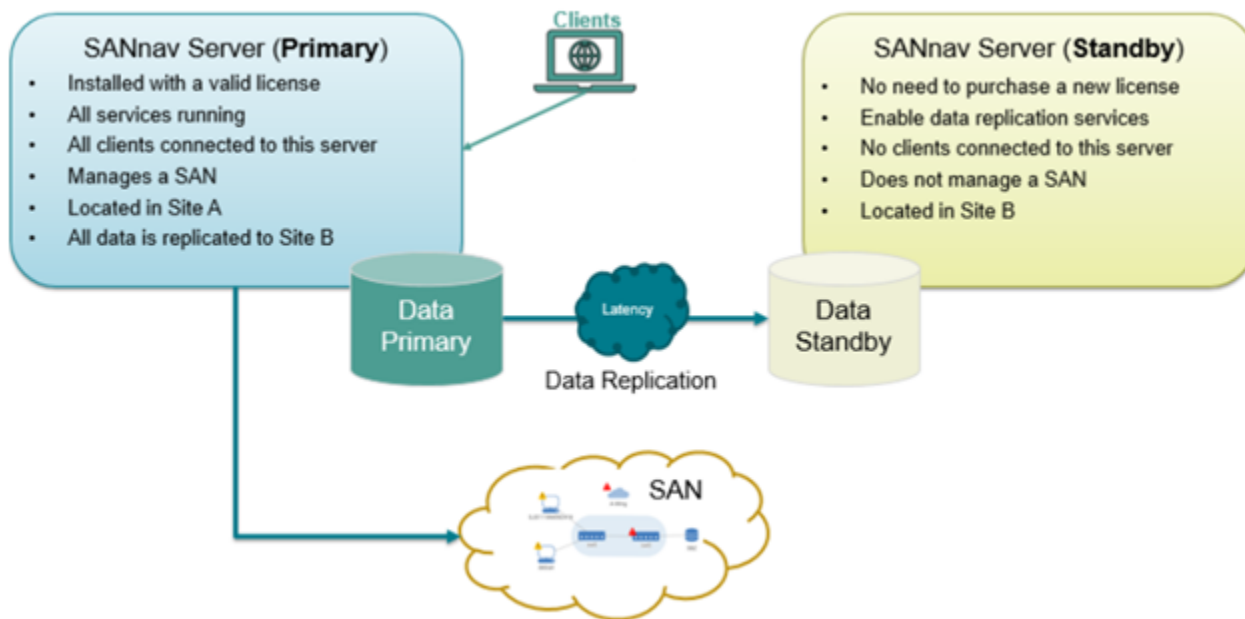 Clients
SANnav Server (Primary)
• Installed with a valid license
• All services running
• All clients connected to this server
• Manages a SAN
• Located in Site A
• All data is replicated to Site B
SANnav Server (Standby)
• No need to purchase a new license
• Enable data replication services
• No clients connected to this server
• Does not manage a SAN
• Located in Site B
Data
Primary
Latency
Data Replication
Data
Standby
SAN